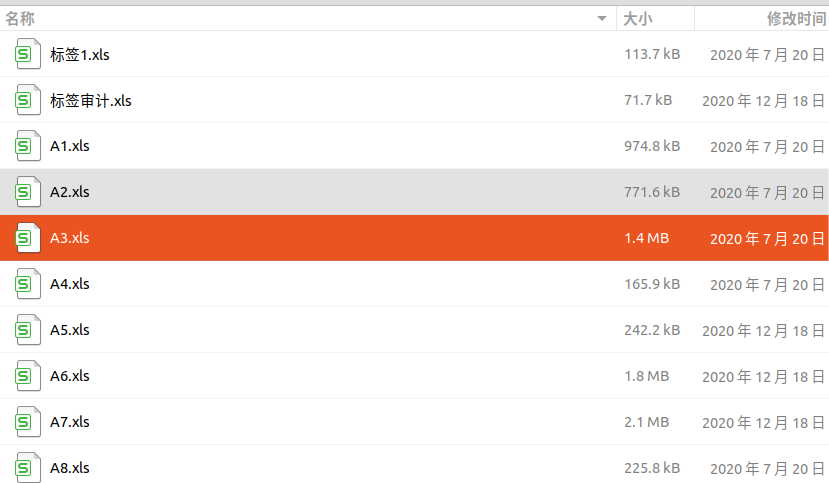 名称 大小 修改时间
标签1.xls 113.7 kB 2020 年 7 月 20 日
标签审计.xls 71.7 kB 2020 年 12 月 18 日
A1.xls 974.8 kB 2020 年 7 月 20 日
A2.xls 771.6 kB 2020 年 7 月 20 日
A3.xls 1.4 MB 2020 年 7 月 20 日
A4.xls 165.9 kB 2020 年 7 月 20 日
A5.xls 242.2 kB 2020 年 12 月 18 日
A6.xls 1.8 MB 2020 年 12 月 18 日
A7.xls 2.1 MB 2020 年 12 月 18 日
A8.xls 225.8 kB 2020 年 7 月 20 日